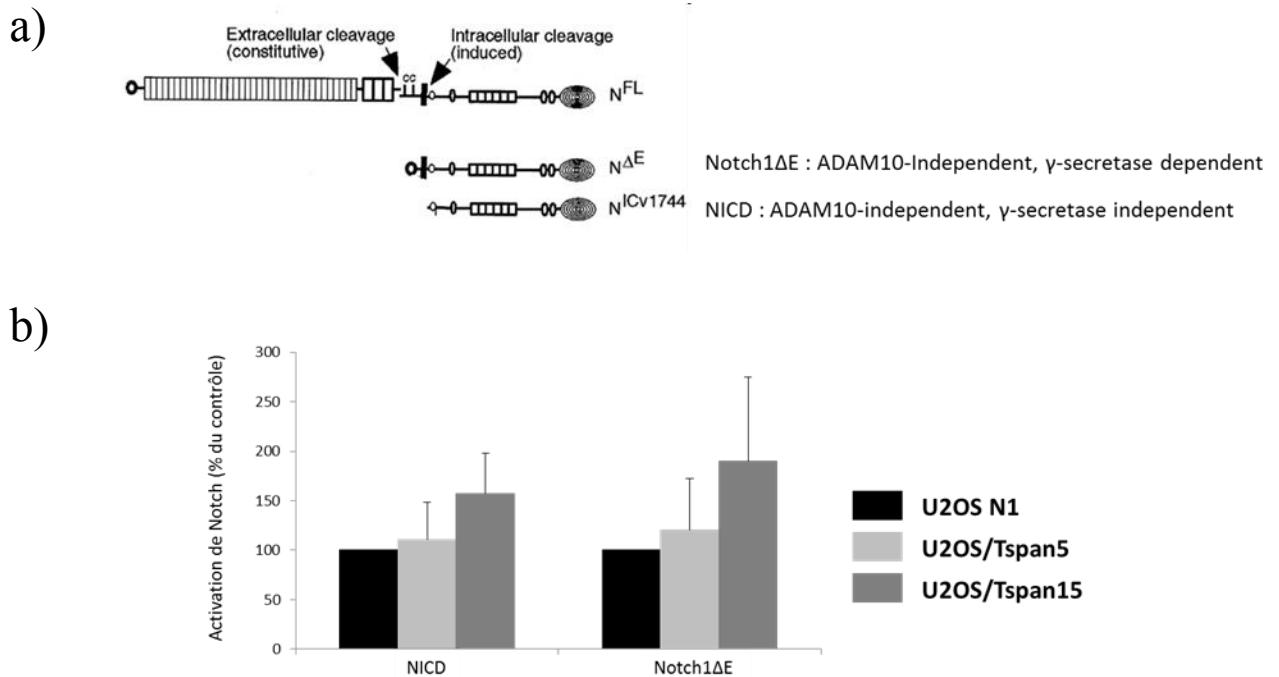 a)
Extracellular cleavage
(constitutive)
Intracellular cleavage
(induced)
CC
N^FL
N^ΔE
Notch1ΔE : ADAM10-Independent, γ-secretase dependent
N^ICv1744
NICD : ADAM10-independent, γ-secretase independent
b)
Activation de Notch (% du contrôle)
300
250
200
150
100
50
0
NICD
Notch1ΔE
U2OS N1
U2OS/Tspan5
U2OS/Tspan15